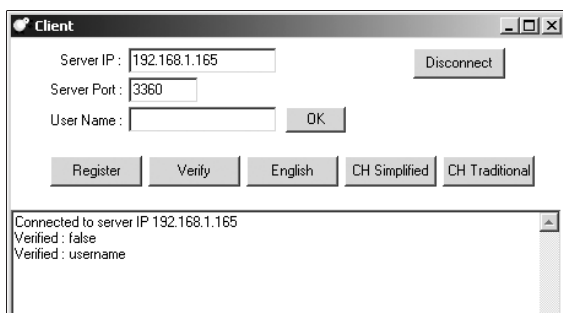 Client
Server IP : 192.168.1.165 Disconnect
Server Port : 3360
User Name : OK
Register Verify English CH Simplified CH Traditional
Connected to server IP 192.168.1.165
Verified : false
Verified : username